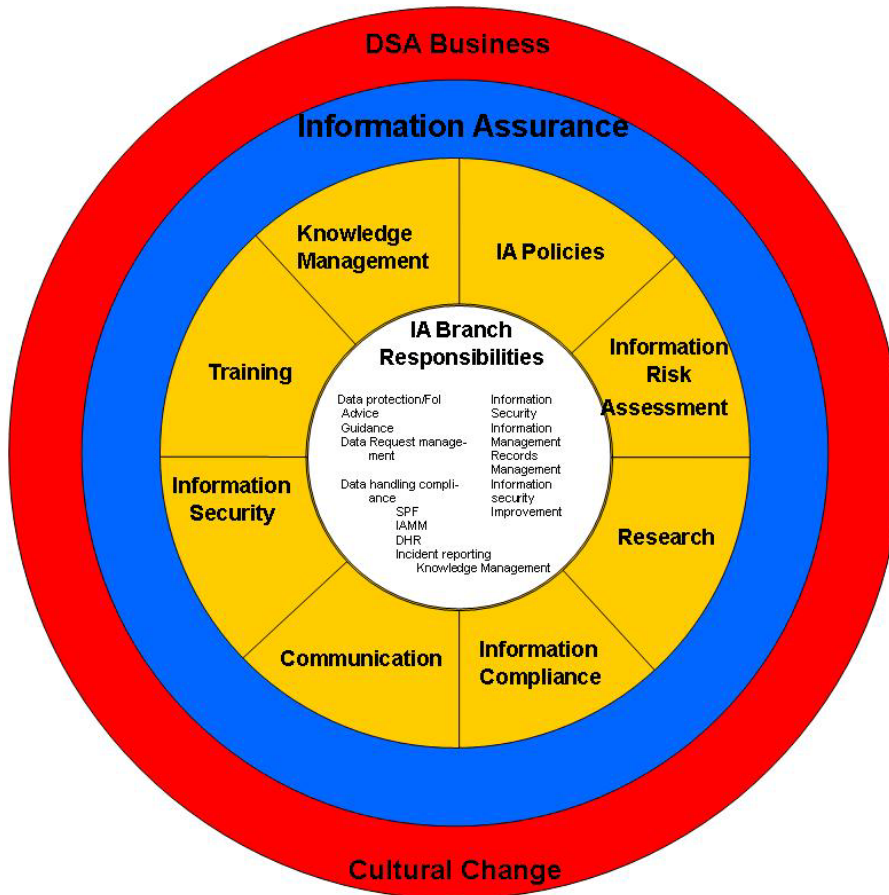 DSA Business
Information Assurance
Knowledge
Management
IA Policies
Information
Risk
Assessment
Training
Information
Security
Research
Communication
Information
Compliance
IA Branch
Responsibilities
Data protection/FoI
Advice
Guidance
Data Request manage-
ment
Data handling compli-
ance
SPF
IAMM
DHR
Incident reporting
Knowledge Management
Information
Security
Information
Management
Records
Management
Information
security
Improvement
Cultural Change